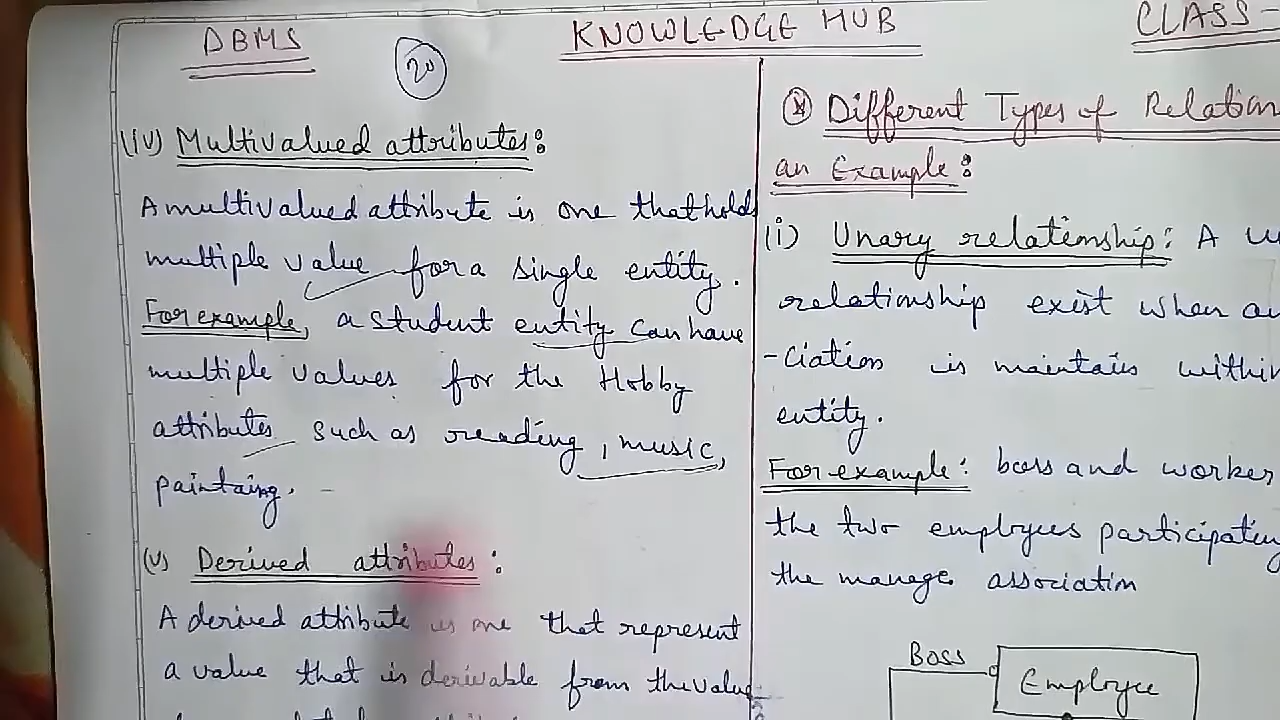 DBMS
20
KNOWLEDGE HUB
CLASS-
(iv) Multivalued attributes:
A multivalued attribute is one that holds
multiple value for a single entity.
For example, a student entity can have
multiple values for the Hobby
attributes such as reading, music,
paintaing.
(v) Derived attributes:
A derived attribute is one that represent
a value that is derivable from the value
Different Types of Relation
an Example:
(i) Unary relationship: A
relationship exist when
-ciation is maintais within
entity.
For example: boss and worker
the two employees participating
the manage association
Boss
Employee